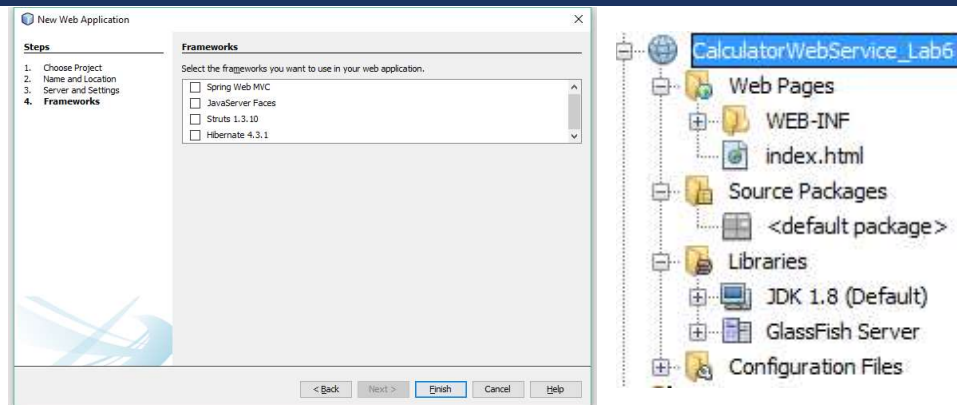 New Web Application
Steps
1. Choose Project
2. Name and Location
3. Server and Settings
4. Frameworks
Frameworks
Select the frameworks you want to use in your web application.
Spring Web MVC
JavaServer Faces
Struts 1.3.10
Hibernate 4.3.1
< Back Next > Finish Cancel Help
CalculatorWebService_Lab6
Web Pages
WEB-INF
index.html
Source Packages
<default package>
Libraries
JDK 1.8 (Default)
GlassFish Server
Configuration Files